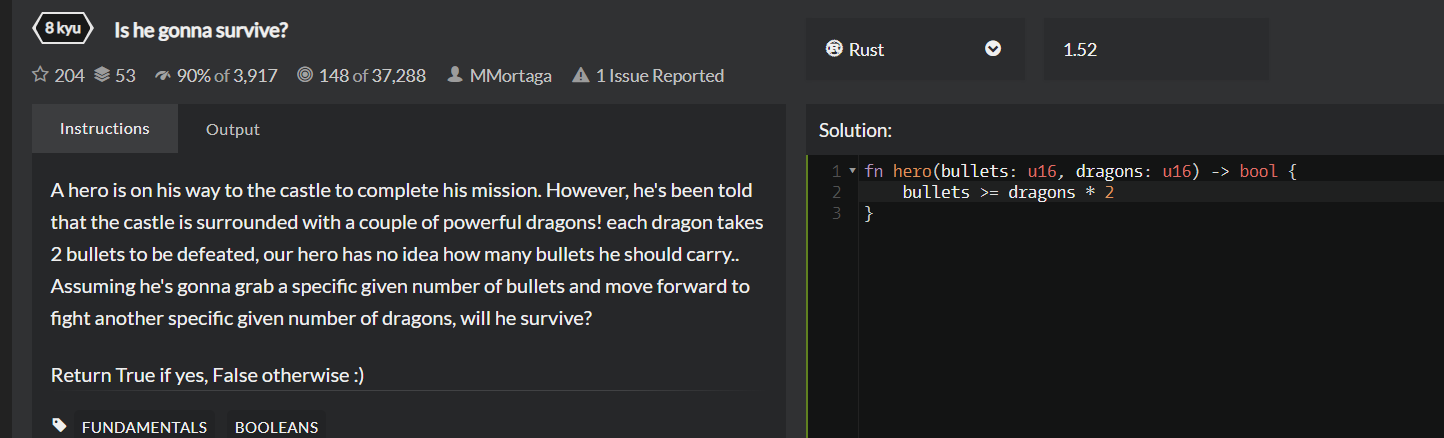 8 kyu Is he gonna survive?
204 53 90% of 3,917 148 of 37,288 MMortaga 1 Issue Reported
Instructions Output
A hero is on his way to the castle to complete his mission. However, he's been told
that the castle is surrounded with a couple of powerful dragons! each dragon takes
2 bullets to be defeated, our hero has no idea how many bullets he should carry..
Assuming he's gonna grab a specific given number of bullets and move forward to
fight another specific given number of dragons, will he survive?
Return True if yes, False otherwise :)
FUNDAMENTALS BOOLEANS
Rust 1.52
Solution:
1 fn hero(bullets: u16, dragons: u16) -> bool {
2     bullets >= dragons * 2
3 }